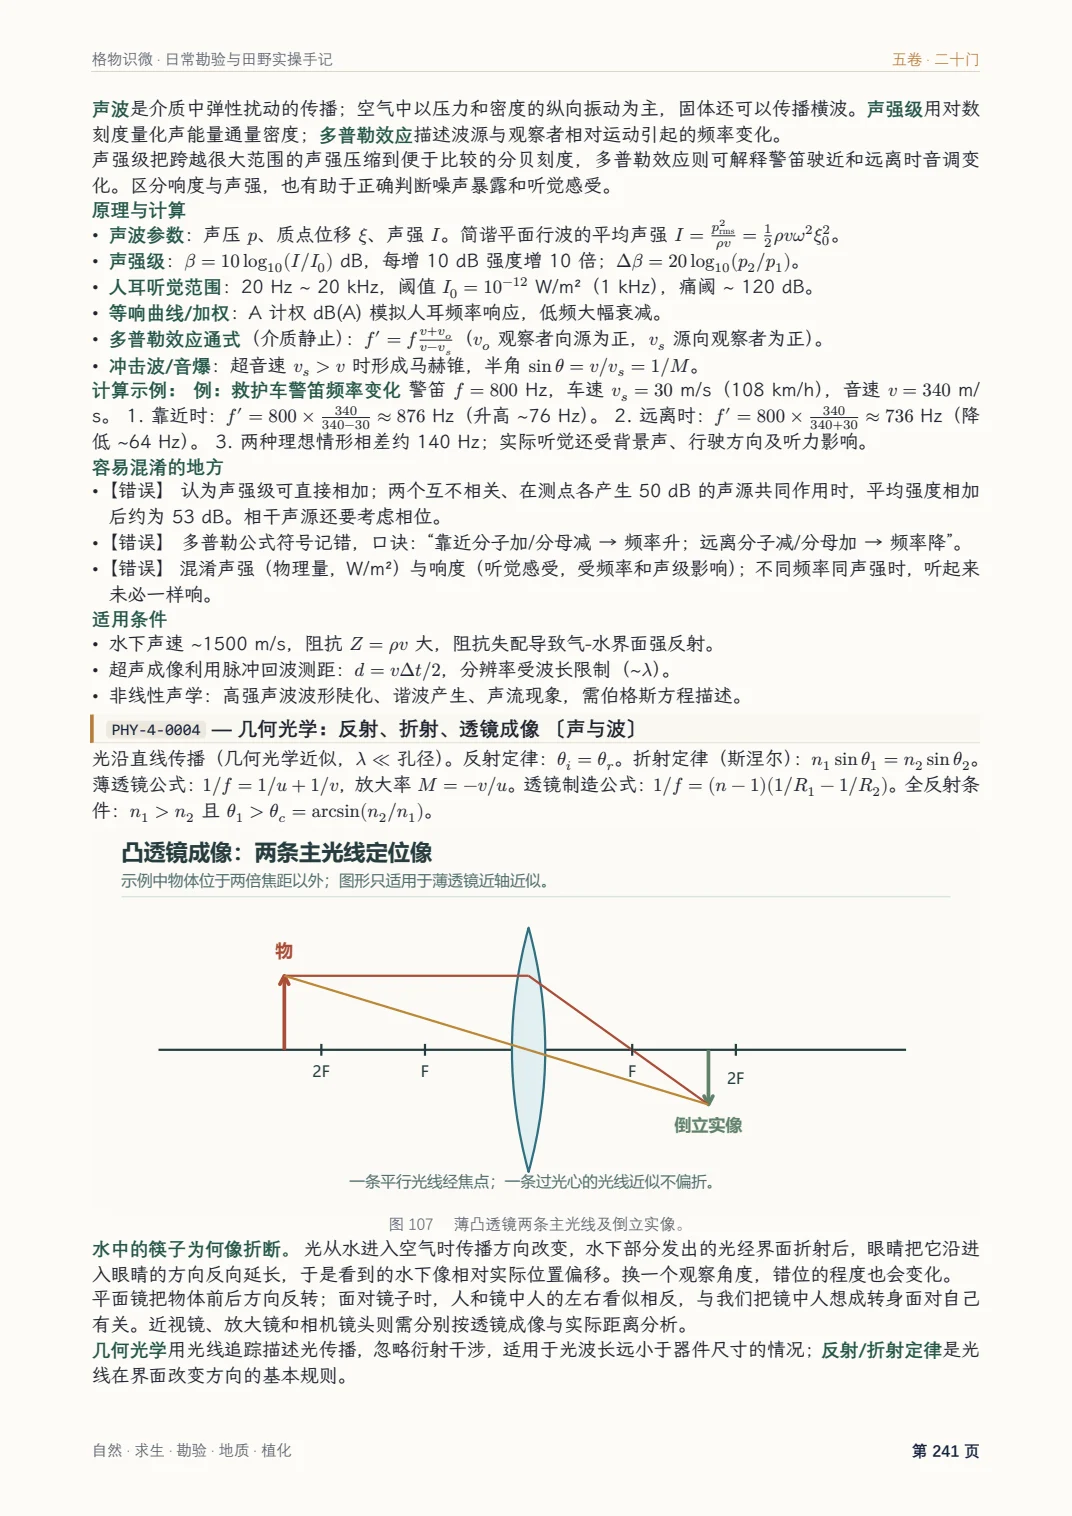 格物识微 · 日常勘验与田野实操手记
五卷 · 二十门
声波是介质中弹性扰动的传播；空气中以压力和密度的纵向振动为主，固体还可以传播横波。声强级用对数
刻度量化声能量通量密度；多普勒效应描述波源与观察者相对运动引起的频率变化。
声强级把跨越很大范围的声强压缩到便于比较的分贝刻度，多普勒效应则可解释警笛驶近和远离时音调变
化。区分响度与声强，也有助于正确判断噪声暴露和听觉感受。
原理与计算
• 声波参数：声压 p、质点位移 ξ、声强 I。简谐平面行波的平均声强 I = p²rms/ρv = 1/2 ρvω²ξ₀²。
• 声强级：β = 10 log₁₀(I/I₀) dB，每增 10 dB 强度增 10 倍；Δβ = 20 log₁₀(p₂/p₁)。
• 人耳听觉范围：20 Hz ~ 20 kHz，阈值 I₀ = 10⁻¹² W/m²（1 kHz），痛阈 ~ 120 dB。
• 等响曲线/加权：A 计权 dB(A) 模拟人耳频率响应，低频大幅衰减。
• 多普勒效应通式（介质静止）：f′ = f (v+vₒ)/(v−vₛ)（vₒ 观察者向源为正，vₛ 源向观察者为正）。
• 冲击波/音爆：超音速 vₛ > v 时形成马赫锥，半角 sin θ = v/vₛ = 1/M。
计算示例： 例：救护车警笛频率变化 警笛 f = 800 Hz，车速 vₛ = 30 m/s（108 km/h），音速 v = 340 m/
s。 1. 靠近时：f′ = 800 × 340/(340−30) ≈ 876 Hz（升高 ~76 Hz）。 2. 远离时：f′ = 800 × 340/(340+30) ≈ 736 Hz（降
低 ~64 Hz）。 3. 两种理想情形相差约 140 Hz；实际听觉还受背景声、行驶方向及听力影响。
容易混淆的地方
•【错误】 认为声强级可直接相加；两个互不相关、在测点各产生 50 dB 的声源共同作用时，平均强度相加
后约为 53 dB。相干声源还要考虑相位。
•【错误】 多普勒公式符号记错，口诀：“靠近分子加/分母减 → 频率升；远离分子减/分母加 → 频率降”。
•【错误】 混淆声强（物理量，W/m²）与响度（听觉感受，受频率和声级影响）；不同频率同声强时，听起来
未必一样响。
适用条件
• 水下声速 ~1500 m/s，阻抗 Z = ρv 大，阻抗失配导致气-水界面强反射。
• 超声成像利用脉冲回波测距：d = vΔt/2，分辨率受波长限制（~λ）。
• 非线性声学：高强声波波形陡化、谐波产生、声流现象，需伯格斯方程描述。
PHY-4-0004 — 几何光学：反射、折射、透镜成像 〔声与波〕
光沿直线传播（几何光学近似，λ ≪ 孔径）。反射定律：θᵢ = θᵣ。折射定律（斯涅尔）：n₁ sin θ₁ = n₂ sin θ₂。
薄透镜公式：1/f = 1/u + 1/v，放大率 M = −v/u。透镜制造公式：1/f = (n − 1)(1/R₁ − 1/R₂)。全反射条
件：n₁ > n₂ 且 θ₁ > θc = arcsin(n₂/n₁)。
凸透镜成像：两条主光线定位像
示例中物体位于两倍焦距以外；图形只适用于薄透镜近轴近似。
物
2F
F
F
2F
倒立实像
一条平行光线经焦点；一条过光心的光线近似不偏折。
图 107 薄凸透镜两条主光线及倒立实像。
水中的筷子为何像折断。 光从水进入空气时传播方向改变，水下部分发出的光经界面折射后，眼睛把它沿进
入眼睛的方向反向延长，于是看到的水下像相对实际位置偏移。换一个观察角度，错位的程度也会变化。
平面镜把物体前后方向反转；面对镜子时，人和镜中人的左右看似相反，与我们把镜中人想成转身面对自己
有关。近视镜、放大镜和相机镜头则需分别按透镜成像与实际距离分析。
几何光学用光线追踪描述光传播，忽略衍射干涉，适用于光波长远小于器件尺寸的情况；反射/折射定律是光
线在界面改变方向的基本规则。
自然 · 求生 · 勘验 · 地质 · 植化
第 241 页